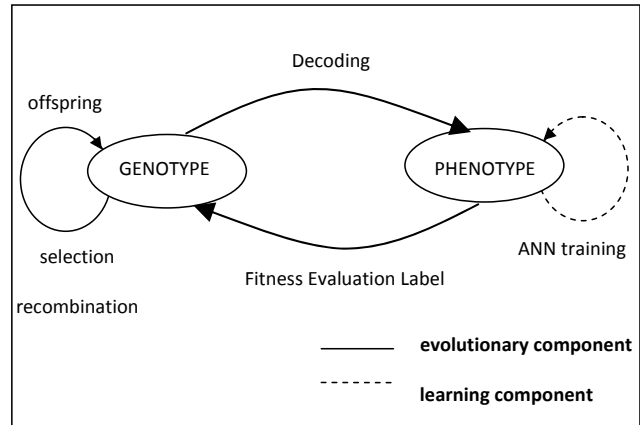 Decoding
offspring
GENOTYPE
PHENOTYPE
selection
ANN training
Fitness Evaluation Label
recombination
evolutionary component
learning component